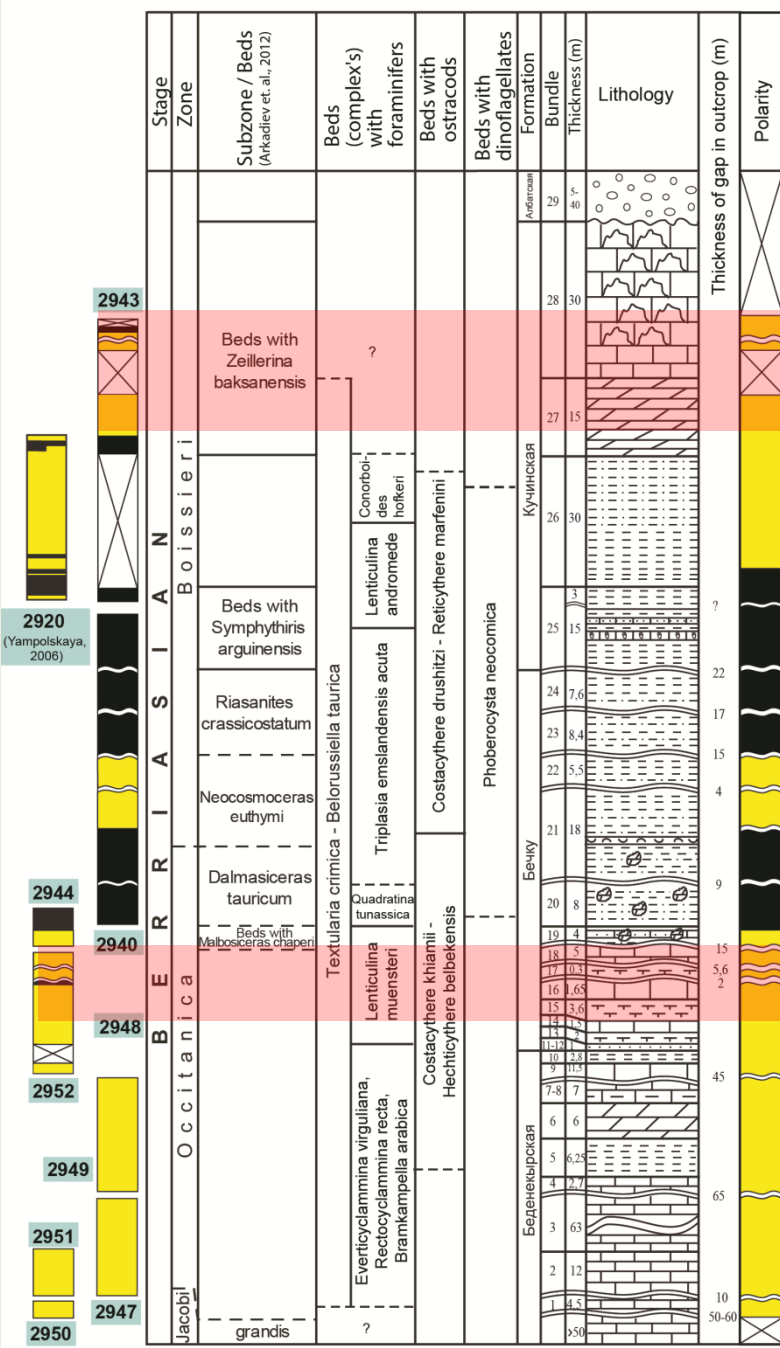 Stage
Zone
Subzone / Beds
(Arkadiev et. al., 2012)
Beds
(complex's)
with
foraminifers
Beds with
ostracods
Beds with
dinoflagellates
Formation
Bundle
Thickness (m)
Lithology
Thickness of gap in outcrop (m)
Polarity
2943
2920
(Yampolskaya,
2006)
2944
2940
2948
2952
2949
2951
2947
2950
BERRIASIAN
Boissieri
Occitanica
Jacobi
Beds with
Zeillerina
baksanensis
Beds with
Symphythiris
arguinensis
Riasanites
crassicostatum
Neocosmoceras
euthymi
Dalmasiceras
tauricum
Beds with
Malbosiceras chaperi
grandis
Textularia crimica - Belorussiella taurica
?
Conorboi-
des
hofkeri
Lenticulina
andromede
Triplasia emslandensis acuta
Quadratina
tunassica
Lenticulina
muensteri
Everticyclammina virguliana,
Rectocyclammina recta,
Bramkampella arabica
?
Costacythere drushitzi - Reticythere marfenini
Costacythere khiamii -
Hechticythere belbekensis
Phoberocysta neocomica
Албатская
Кучинская
Бечку
Беденекырская
29
5-
40
28
30
27
15
26
30
3
25
15
24
7,6
23
8,4
22
5,5
21
18
20
8
19
4
18
5
17
0,3
16
1,65
15
3,6
14
1,5
13
2
11-12
1
10
2,8
9
11,5
7-8
7
6
6
5
6,25
4
2,7
3
63
2
12
1
4,5
>50
?
22
17
15
4
9
15
5,6
2
45
65
10
50-60